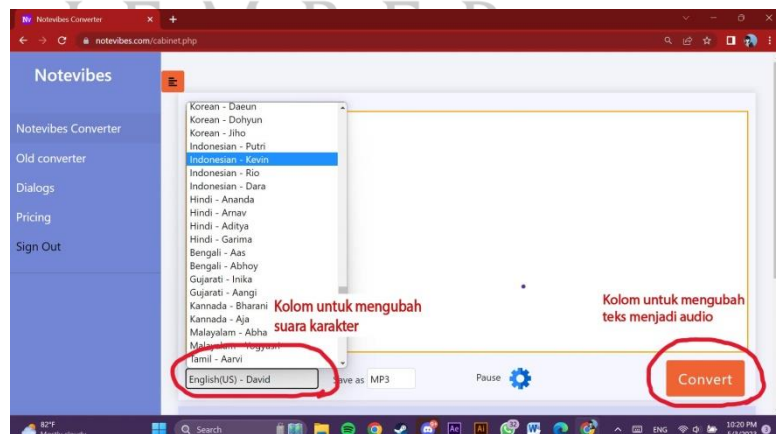 Notevibes Converter
notevibes.com/cabinet.php
Notevibes
Notevibes Converter
Old converter
Dialogs
Pricing
Sign Out
Korean - Daeun
Korean - Dohyun
Korean - Jiho
Indonesian - Putri
Indonesian - Kevin
Indonesian - Rio
Indonesian - Dara
Hindi - Ananda
Hindi - Arnav
Hindi - Aditya
Hindi - Garima
Bengali - Aas
Bengali - Abhoy
Gujarati - Inika
Gujarati - Aangi
Kannada - Bharani
Kannada - Aja
Malayalam - Abha
Tamil - Aarvi
Kolom untuk mengubah
suara karakter
Kolom untuk mengubah
teks menjadi audio
English(US) - David
Save as MP3
Pause
Convert
82°F
Search
ENG
10:20 PM